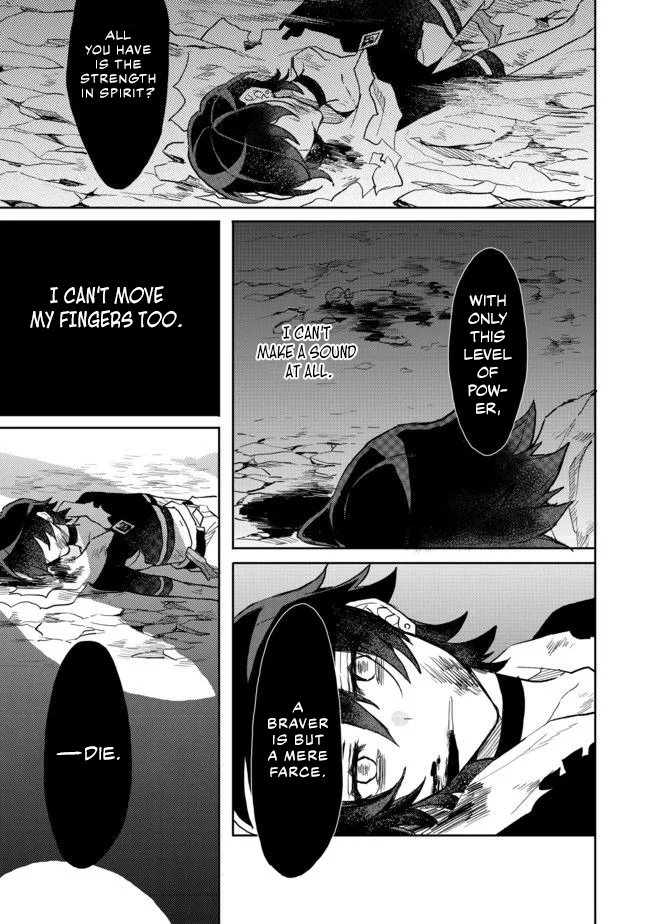 ALL
YOU HAVE
IS THE
STRENGTH
IN SPIRIT?
WITH
ONLY
THIS
LEVEL
OF
POW-
ER,
I CAN'T
MAKE A SOUND
AT ALL.
I CAN'T MOVE
MY FINGERS TOO.
A
BRAVER
IS BUT
A MERE
FARCE.
—DIE.